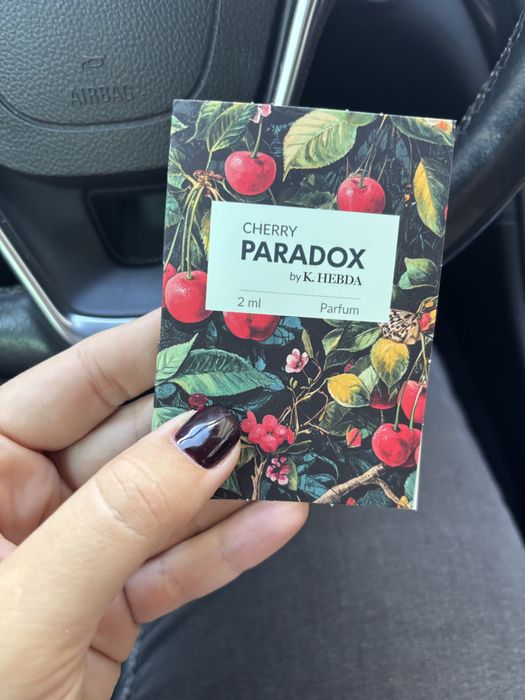 AIRBAG
CHERRY
PARADOX
by K. HEBDA
2 ml Parfum